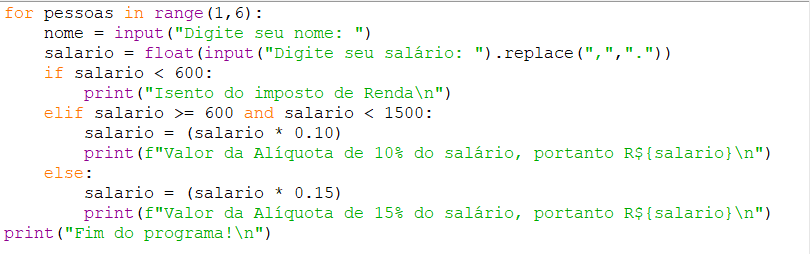 for pessoas in range(1,6):
    nome = input("Digite seu nome: ")
    salario = float(input("Digite seu salário: ").replace(",","."))
    if salario < 600:
        print("Isento do imposto de Renda\n")
    elif salario >= 600 and salario < 1500:
        salario = (salario * 0.10)
        print(f"Valor da Alíquota de 10% do salário, portanto R${salario}\n")
    else:
        salario = (salario * 0.15)
        print(f"Valor da Alíquota de 15% do salário, portanto R${salario}\n")
print("Fim do programa!\n")